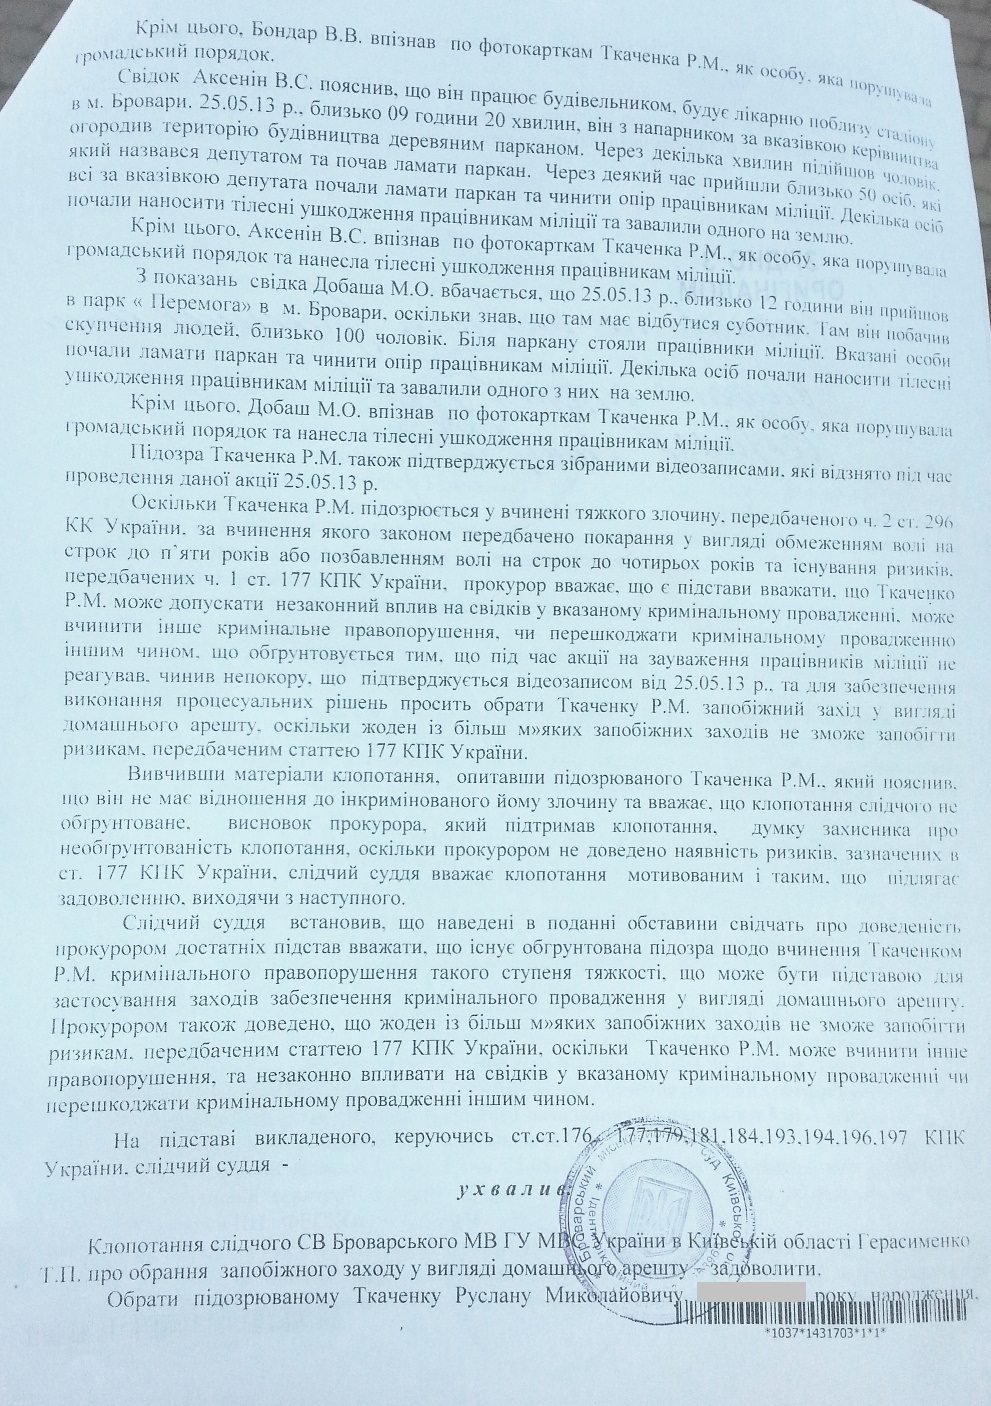 Крім цього, Бондар В.В. впізнав по фотокарткам Ткаченка Р.М., як особу, яка порушувала
громадський порядок.
Свідок Аксенін В.С. пояснив, що він працює будівельником, будує лікарню поблизу стадіону
в м. Бровари. 25.05.13 р., близько 09 години 20 хвилин, він з напарником за вказівкою керівництва
огородив територію будівництва деревяним парканом. Через декілька хвилин підійшов чоловік,
який назвався депутатом та почав ламати паркан. Через деякий час прийшли близько 50 осіб, які
всі за вказівкою депутата почали ламати паркан та чинити опір працівникам міліції. Декілька осіб
почали наносити тілесні ушкодження працівникам міліції та завалили одного на землю.
Крім цього, Аксенін В.С. впізнав по фотокарткам Ткаченка Р.М., як особу, яка порушувала
громадський порядок та нанесла тілесні ушкодження працівникам міліції.
З показань свідка Добаша М.О. вбачається, що 25.05.13 р., близько 12 години він прийшов
в парк « Перемога» в м. Бровари, оскільки знав, що там має відбутися суботник. Там він побачив
скупчення людей, близько 100 чоловік. Біля паркану стояли працівники міліції. Вказані особи
почали ламати паркан та чинити опір працівникам міліції. Декілька осіб почали наносити тілесні
ушкодження працівникам міліції та завалили одного з них на землю.
Крім цього, Добаш М.О. впізнав по фотокарткам Ткаченка Р.М., як особу, яка порушувала
громадський порядок та нанесла тілесні ушкодження працівникам міліції.
Підозра Ткаченка Р.М. також підтверджується зібраними відеозаписами, які відзнято під час
проведення даної акції 25.05.13 р.
Оскільки Ткаченка Р.М. підозрюється у вчинені тяжкого злочину, передбаченого ч. 2 ст. 296
КК України, за вчинення якого законом передбачено покарання у вигляді обмеженням волі на
строк до п'яти років або позбавленням волі на строк до чотирьох років та існування ризиків,
передбачених ч. 1 ст. 177 КПК України, прокурор вважає, що є підстави вважати, що Ткаченко
Р.М. може допускати незаконний вплив на свідків у вказаному кримінальному провадженні, може
вчинити інше кримінальне правопорушення, чи перешкоджати кримінальному провадженню
іншим чином, що обгрунтовується тим, що під час акції на зауваження працівників міліції не
реагував, чинив непокору, що підтверджується відеозаписом від 25.05.13 р., та для забезпечення
виконання процесуальних рішень просить обрати Ткаченку Р.М. запобіжний захід у вигляді
домашнього арешту, оскільки жоден із більш м»яких запобіжних заходів не зможе запобігти
ризикам, передбаченим статтею 177 КПК України.
Вивчивши матеріали клопотання, опитавши підозрюваного Ткаченка Р.М., який пояснив,
що він не має відношення до інкримінованого йому злочину та вважає, що клопотання слідчого не
обгрунтоване, висновок прокурора, який підтримав клопотання, думку захисника про
необгрунтованість клопотання, оскільки прокурором не доведено наявність ризиків, зазначених в
ст. 177 КПК України, слідчий суддя вважає клопотання мотивованим і таким, що підлягає
задоволенню, виходячи з наступного.
Слідчий суддя встановив, що наведені в поданні обставини свідчать про доведеність
прокурором достатніх підстав вважати, що існує обгрунтована підозра щодо вчинення Ткаченком
Р.М. кримінального правопорушення такого ступеня тяжкості, що може бути підставою для
застосування заходів забезпечення кримінального провадження у вигляді домашнього арешту.
Прокурором також доведено, що жоден із більш м»яких запобіжних заходів не зможе запобігти
ризикам, передбаченим статтею 177 КПК України, оскільки Ткаченко Р.М. може вчинити інше
правопорушення, та незаконно впливати на свідків у вказаному кримінальному провадженні чи
перешкоджати кримінальному провадженні іншим чином.
На підставі викладеного, керуючись ст.ст.176, 177,179,181,184,193,194,196,197 КПК
України, слідчий суддя -
ухвалив:
Клопотання слідчого СВ Броварського МВ ГУ МВС України в Київській області Герасименко
Т.П. про обрання запобіжного заходу у вигляді домашнього арешту задоволити.
Обрати підозрюваному Ткаченку Руслану Миколайовичу, року народження,
*1037*1431703*1*1*